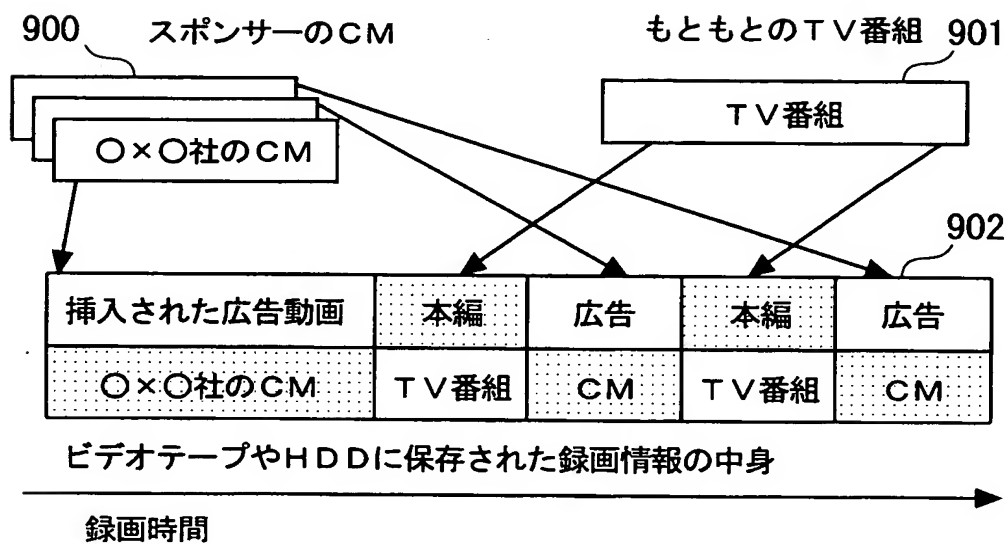 900 スポンサーのCM もともとのTV番組 901
TV番組
〇×〇社のCM
902
挿入された広告動画 本編 広告 本編 広告
〇×〇社のCM TV番組 CM TV番組 CM
ビデオテープやHDDに保存された録画情報の中身
録画時間